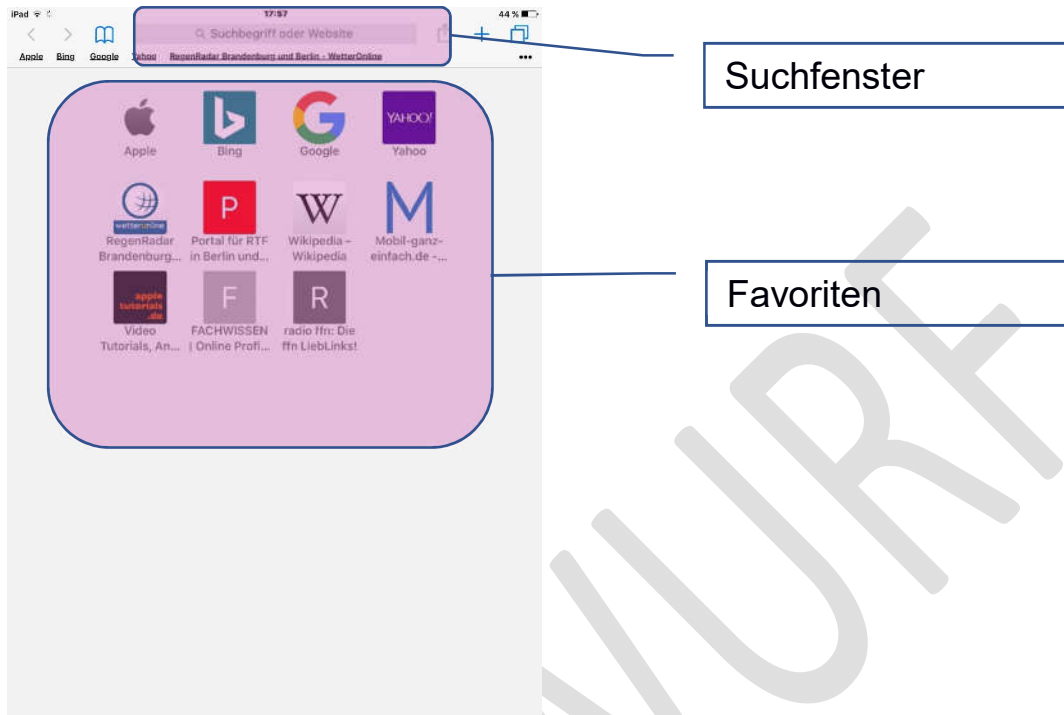 iPad 17:57 44 %
Suchbegriff oder Website
Apple Bing Google Yahoo RegenRadar Brandenburg und Berlin - WetterOnline
Suchfenster
YAHOO!
Apple Bing Google Yahoo
wetteronline P W M
RegenRadar Portal für RTF Wikipedia – Mobil-ganz-
Brandenburg... in Berlin und... Wikipedia einfach.de -...
Favoriten
apple
tutorials
.de
F R
Video FACHWISSEN radio ffn: Die
Tutorials, An... | Online Profi... ffn LiebLinks!
WURF